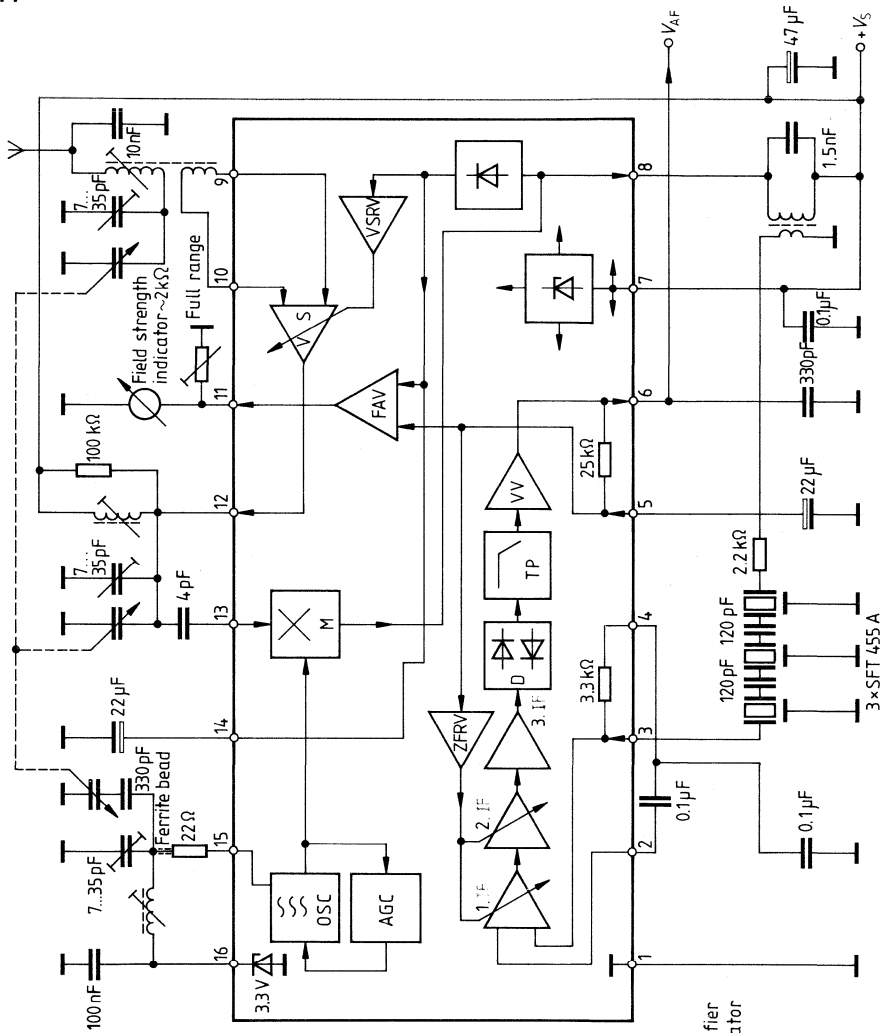 100nF
7...35pF
330pF
Ferrite bead
22Ω
22µF
4pF
7...
35pF
100 kΩ
Field strength
indicator~2kΩ
Full range
7...
35pF
10nF
16
15
14
13
12
11
10
9
3.3V
OSC
AGC
M
FAV
V
S
VSRV
ZFRV
1.IF
2.IF
3.IF
D
TP
VV
3.3kΩ
25kΩ
1
2
3
4
5
6
7
8
0.1µF
0.1µF
120pF
120 pF
3×SFT 455 A
2.2kΩ
22µF
330pF
0.1µF
1.5nF
47 µF
V_AF
+V_S
fier
ator